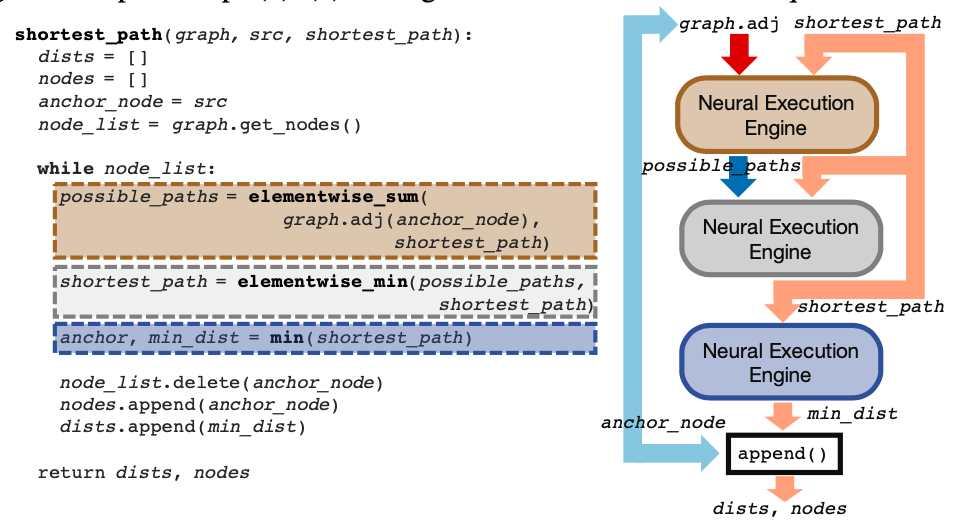 shortest_path(graph, src, shortest_path):
dists = []
nodes = []
anchor_node = src
node_list = graph.get_nodes()
while node_list:
possible_paths = elementwise_sum(
graph.adj(anchor_node),
shortest_path)
shortest_path = elementwise_min(possible_paths,
shortest_path)
anchor, min_dist = min(shortest_path)
node_list.delete(anchor_node)
nodes.append(anchor_node)
dists.append(min_dist)
return dists, nodes
graph.adj shortest_path
Neural Execution
Engine
possible_paths
Neural Execution
Engine
shortest_path
Neural Execution
Engine
min_dist
anchor_node
append()
dists, nodes